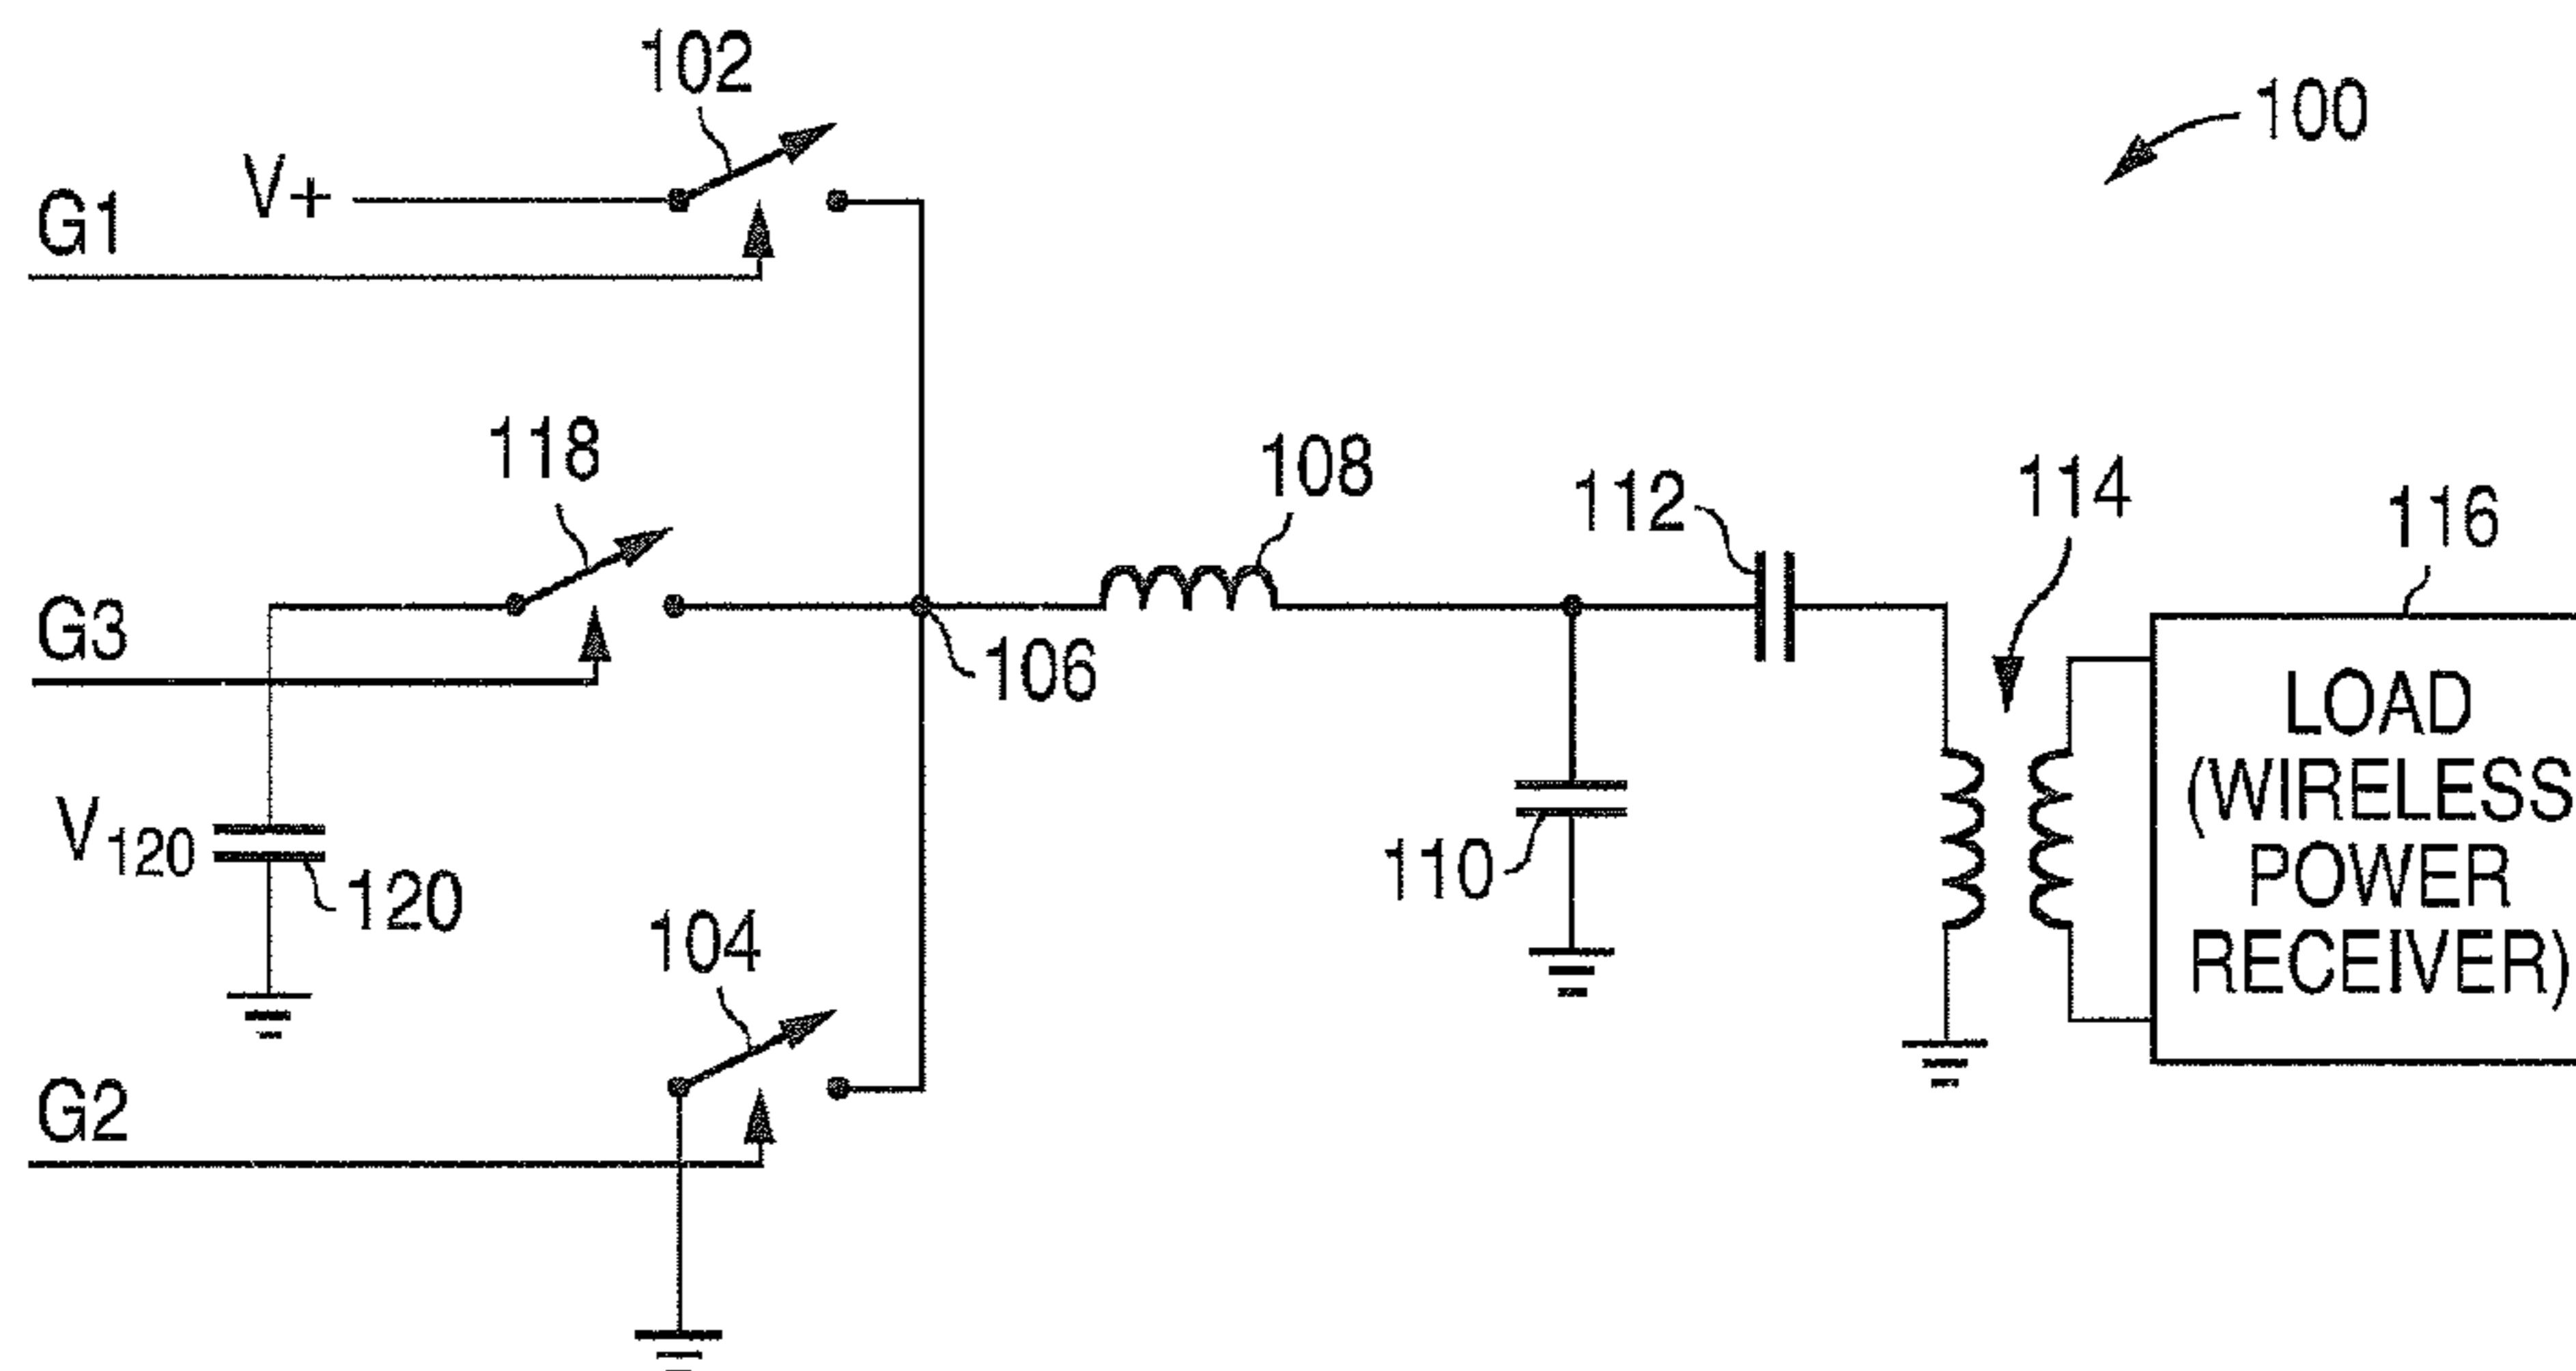 102
100
V+
G1
118
108
112
114
116
G3
106
LOAD
(WIRELESS
POWER
RECEIVER)
V120
120
110
104
G2